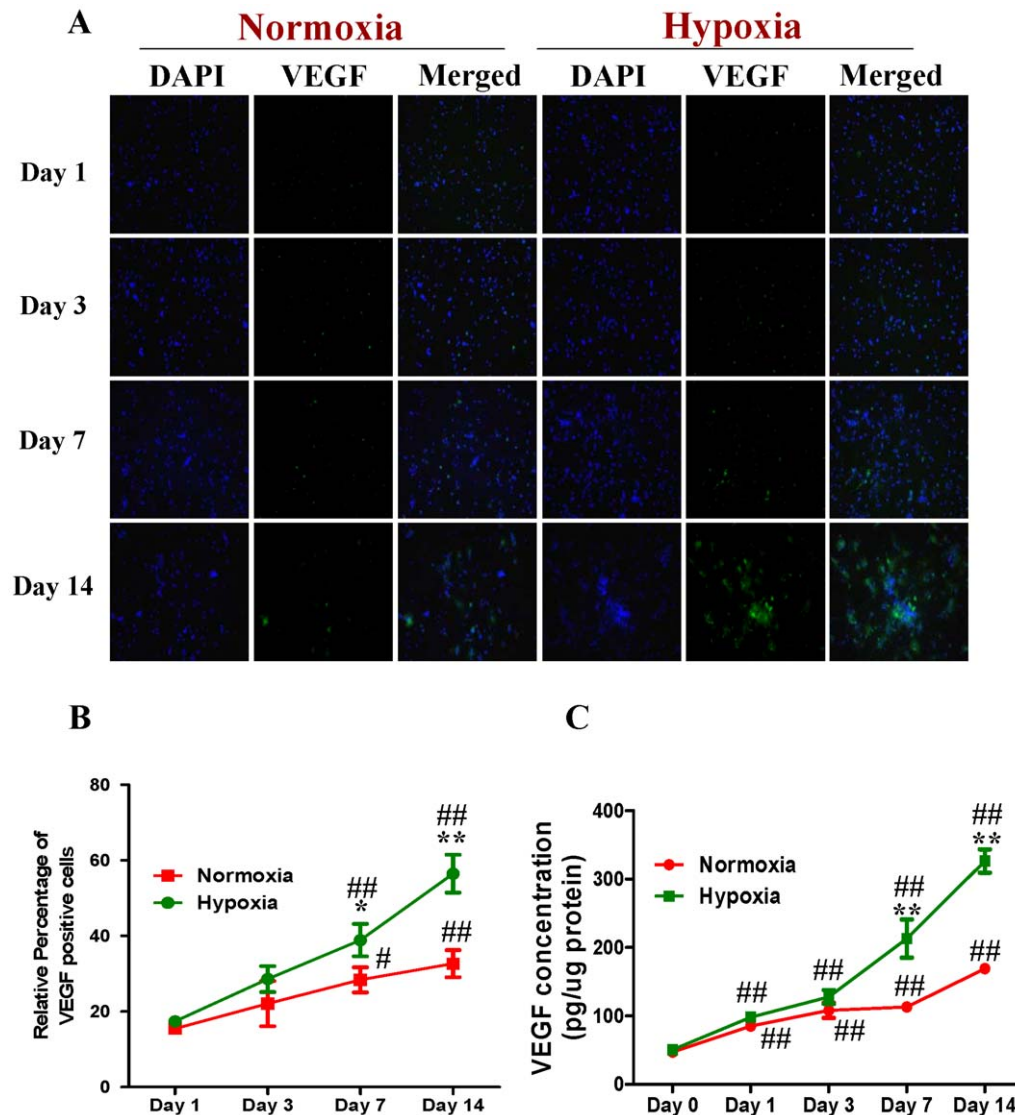 A
Normoxia Hypoxia
DAPI VEGF Merged DAPI VEGF Merged
Day 1
Day 3
Day 7
Day 14
B
Relative Percentage of
VEGF positive cells
80
60
40
20
0
Normoxia
Hypoxia
##
*
#
##
**
##
Day 1 Day 3 Day 7 Day 14
C
VEGF concentration
(pg/ug protein)
400
300
200
100
0
Normoxia
Hypoxia
##
##
##
##
##
**
##
##
**
##
Day 0 Day 1 Day 3 Day 7 Day 14